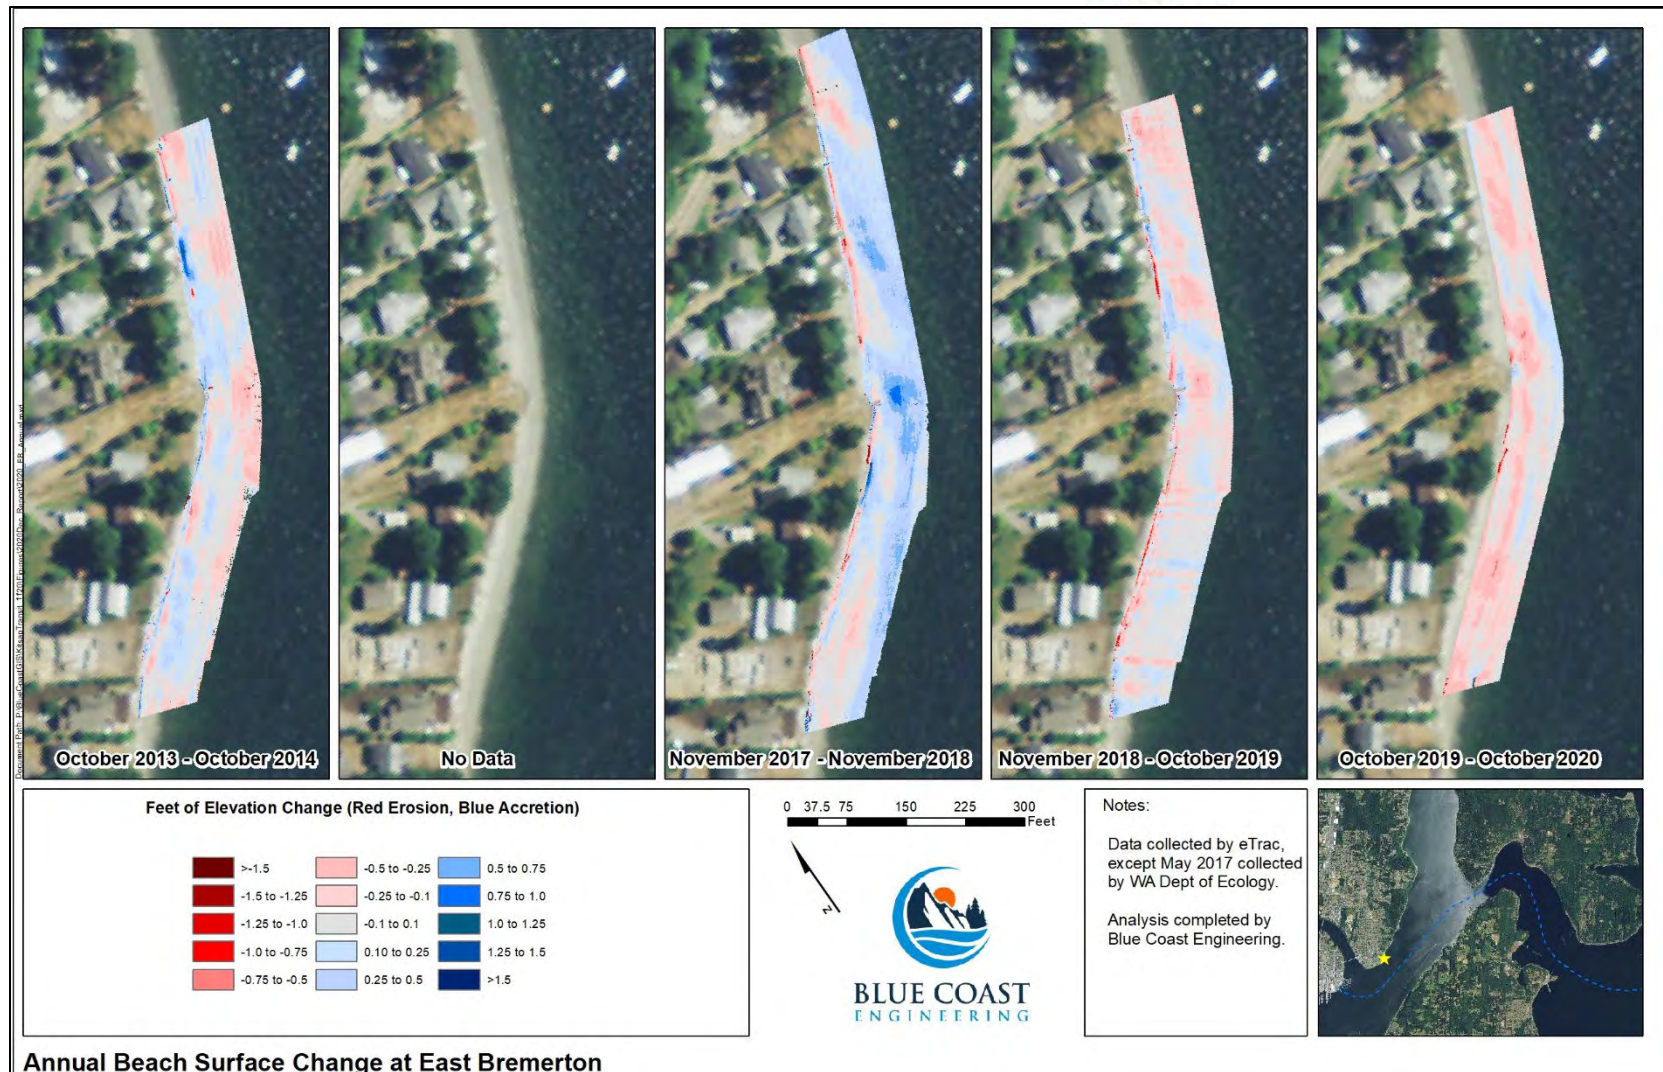 October 2013 - October 2014
No Data
November 2017 - November 2018
November 2018 - October 2019
October 2019 - October 2020
Feet of Elevation Change (Red Erosion, Blue Accretion)
>-1.5
-1.5 to -1.25
-1.25 to -1.0
-1.0 to -0.75
-0.75 to -0.5
-0.5 to -0.25
-0.25 to -0.1
-0.1 to 0.1
0.10 to 0.25
0.25 to 0.5
0.5 to 0.75
0.75 to 1.0
1.0 to 1.25
1.25 to 1.5
>1.5
0 37.5 75 150 225 300
Feet
N
BLUE COAST
ENGINEERING
Notes:
Data collected by eTrac,
except May 2017 collected
by WA Dept of Ecology.
Analysis completed by
Blue Coast Engineering.
Annual Beach Surface Change at East Bremerton